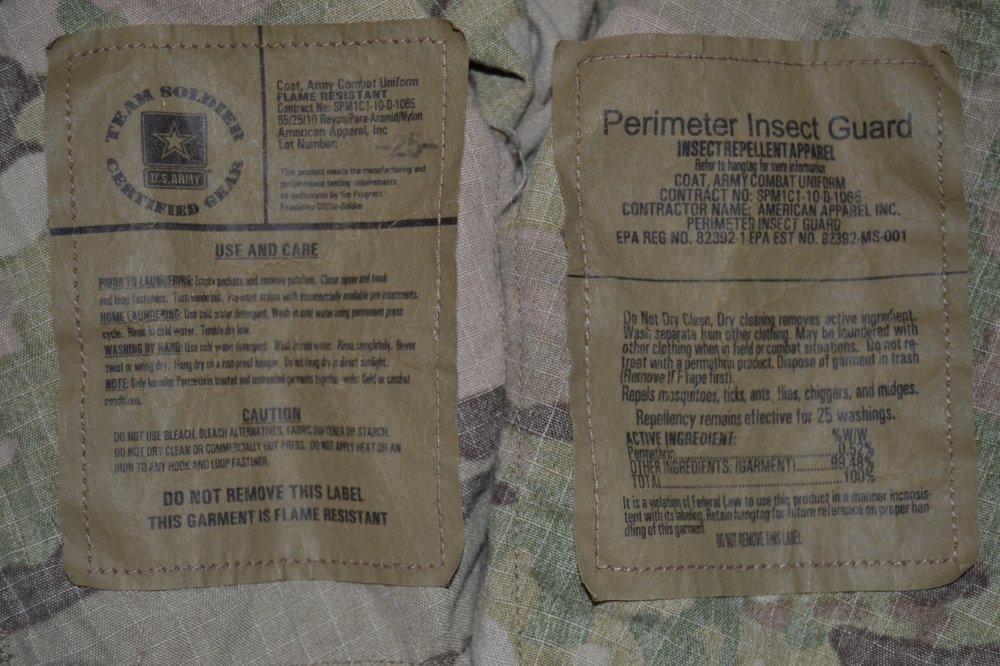 TEAM SOLDIER
CERTIFIED GEAR
U.S.ARMY
Coat, Army Combat Uniform
FLAME RESISTANT
Contract No: SPM1C1-10-D-1065
65/25/10 Rayon/Para-Aramid/Nylon
American Apparel, Inc
Lot Number: -25-
This product meets the manufacturing and
performance testing requirements
as authorized by the Program
Executive Office-Soldier
USE AND CARE
PRIOR TO LAUNDERING: Empty pockets and remove patches. Close zipper and hook
and loop fasteners. Turn inside out. Pre-treat stains with commercially available pre-treatments.
HOME LAUNDERING: Use cold water detergent. Wash in cold water using permanent press
cycle. Rinse in cold water. Tumble dry low.
WASHING BY HAND: Use cold water detergent. Wash in cold water. Rinse completely. Never
twist or wring dry. Hang dry on a rust-proof hanger. Do not hang dry in direct sunlight.
NOTE: Only launder Permethrin treated and untreated garments together under field or combat
conditions.
CAUTION
DO NOT USE BLEACH, BLEACH ALTERNATIVES, FABRIC SOFTENER OR STARCH.
DO NOT DRY CLEAN OR COMMERCIALLY HOT PRESS. DO NOT APPLY HEAT OR AN
IRON TO ANY HOOK AND LOOP FASTENER.
DO NOT REMOVE THIS LABEL
THIS GARMENT IS FLAME RESISTANT
Perimeter Insect Guard
INSECT REPELLENT APPAREL
Refer to hangtag for more information
COAT, ARMY COMBAT UNIFORM
CONTRACT NO: SPM1C1-10-D-1065
CONTRACTOR NAME: AMERICAN APPAREL INC.
PERIMETER INSECT GUARD
EPA REG NO. 82392-1 EPA EST NO. 82392-MS-001
Do Not Dry Clean, Dry cleaning removes active ingredient.
Wash separate from other clothing. May be laundered with
other clothing when in field or combat situations. Do not re-
treat with a permethrin product. Dispose of garment in trash
(Remove IFF tape first).
Repels mosquitoes, ticks, ants, flies, chiggers, and midges.
Repellency remains effective for 25 washings.
ACTIVE INGREDIENT: %W/W
Permethrin 0.52%
OTHER INGREDIENTS: (GARMENT) 99.48%
TOTAL 100%
It is a violation of Federal Law to use this product in a manner inconsis-
tent with its labeling. Retain hangtag for future reference on proper han-
dling of this garment
DO NOT REMOVE THIS LABEL